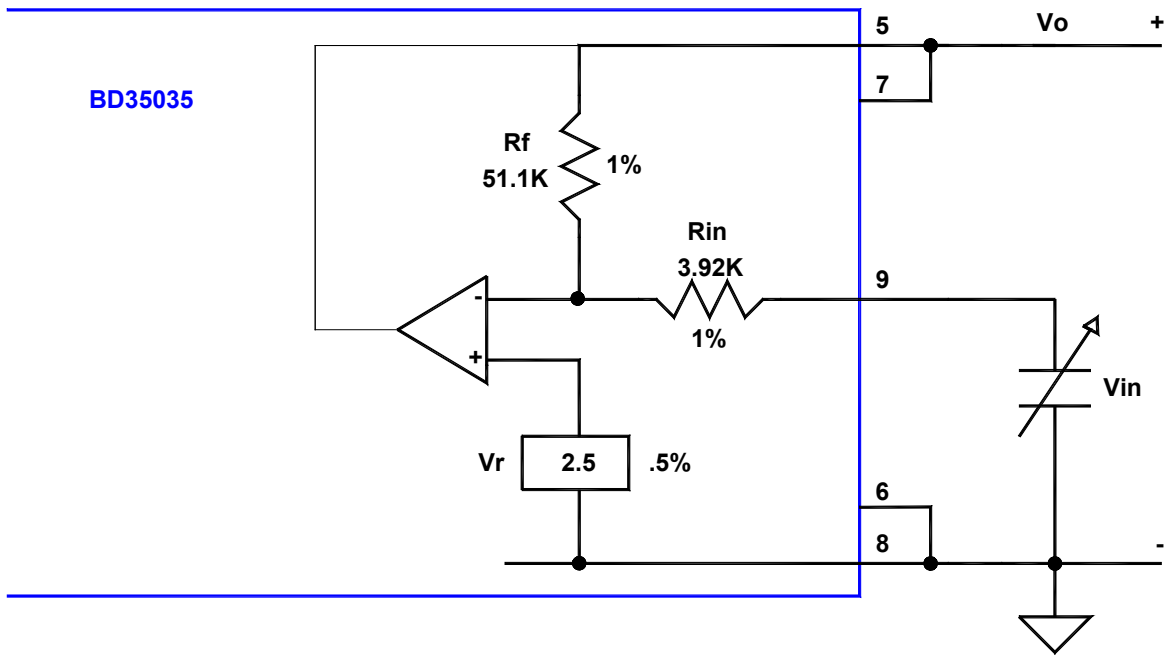 5
Vo
+
7
BD35035
Rf
51.1K
1%
Rin
3.92K
1%
9
-
+
Vin
Vr
2.5
.5%
6
8
-